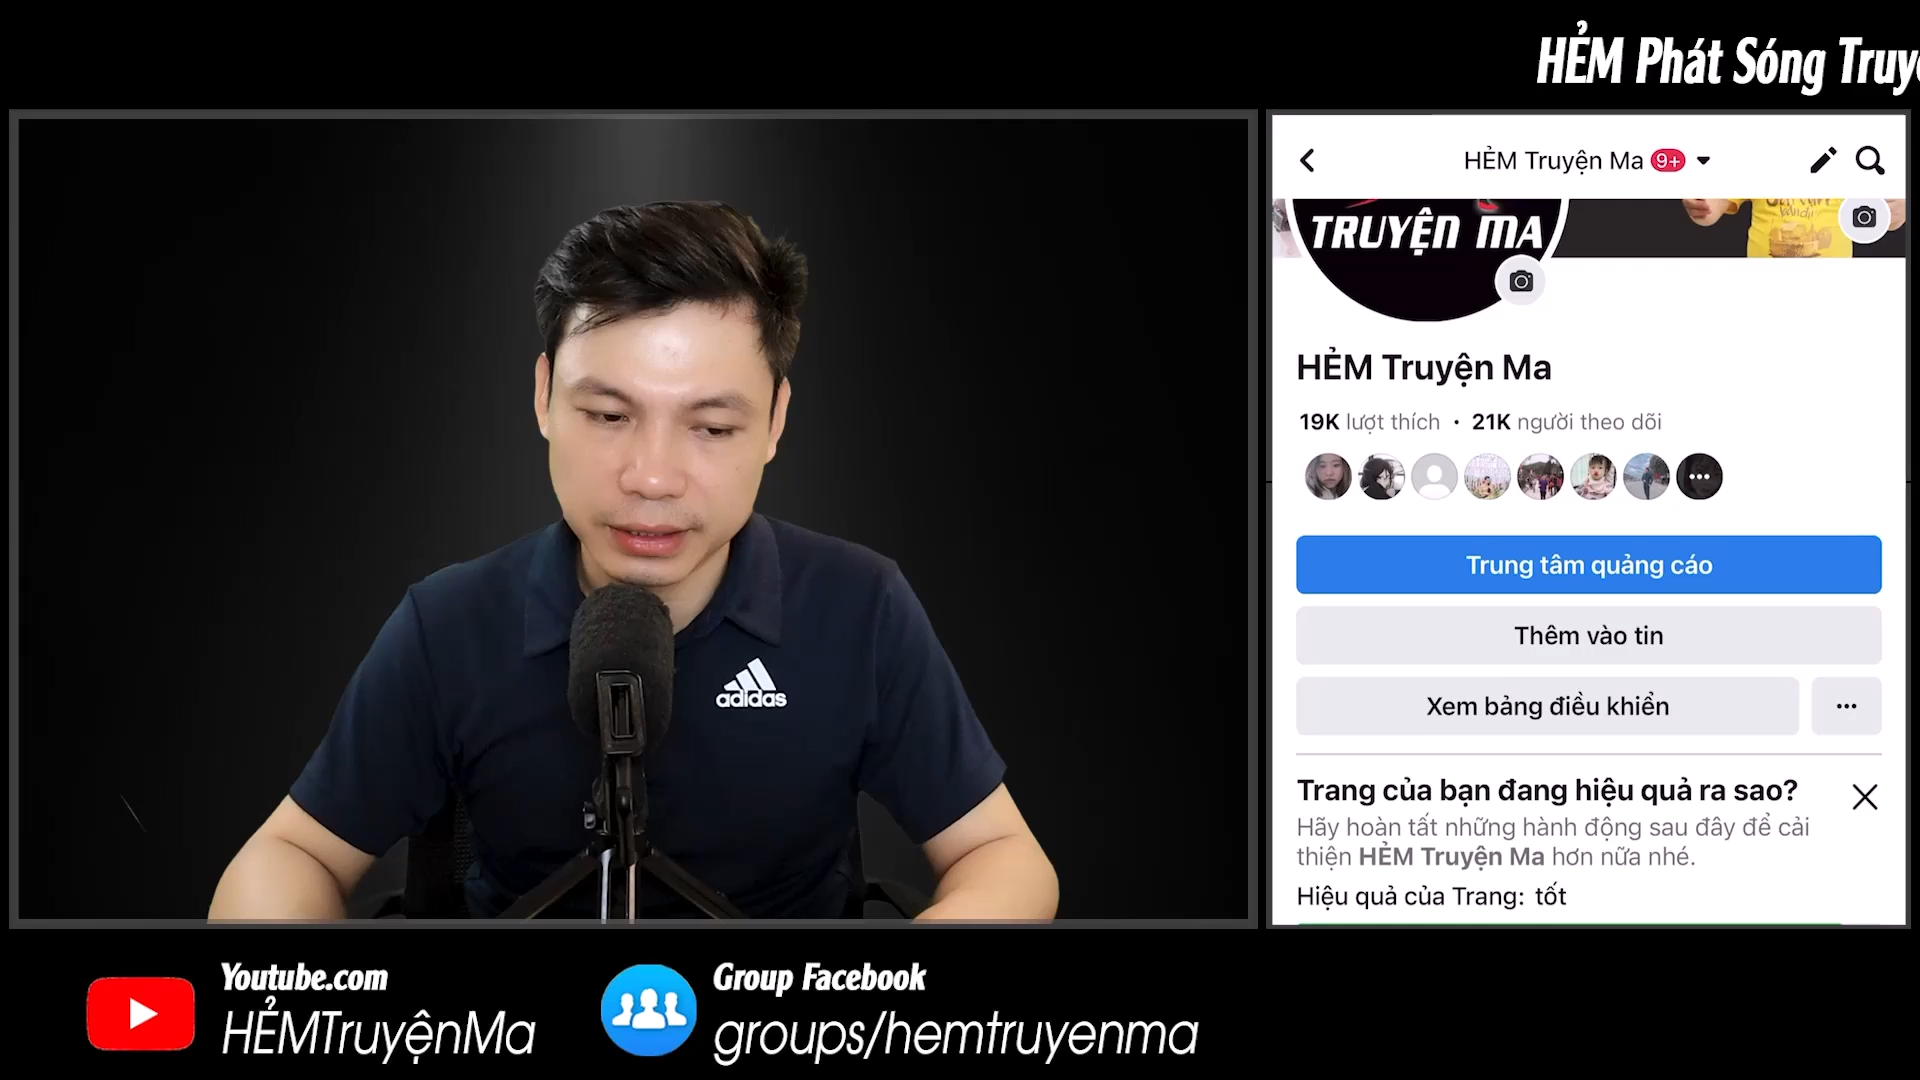 HẺM Phát Sóng Truy
HẺM Truyện Ma 9+
TRUYỆN MA
HẺM Truyện Ma
19K lượt thích • 21K người theo dõi
Trung tâm quảng cáo
Thêm vào tin
Xem bảng điều khiển
Trang của bạn đang hiệu quả ra sao?
Hãy hoàn tất những hành động sau đây để cải
thiện HẺM Truyện Ma hơn nữa nhé.
Hiệu quả của Trang: tốt
adidas
Youtube.com
HẺMTruyệnMa
Group Facebook
groups/hemtruyenma